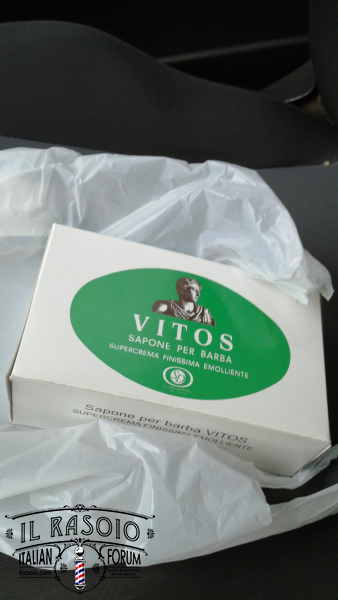 VITOS
SAPONE PER BARBA
SUPERCREMA FINISSIMA EMOLLIENTE
Sapone per barba VITOS
SUPERCREMA FINISSIMA EMOLLIENTE
IL RASOIO
ITALIAN FORUM